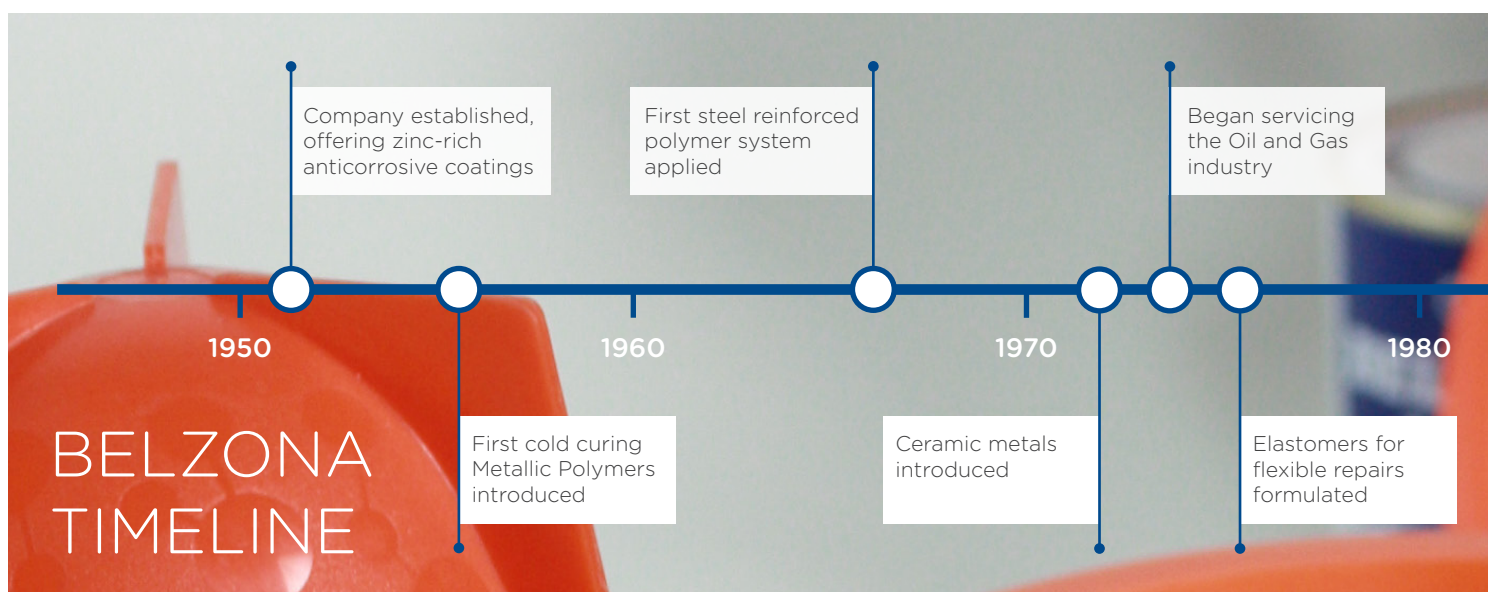 Company established,
offering zinc-rich
anticorrosive coatings
First steel reinforced
polymer system
applied
Began servicing
the Oil and Gas
industry
1950
1960
1970
1980
BELZONA
TIMELINE
First cold curing
Metallic Polymers
introduced
Ceramic metals
introduced
Elastomers for
flexible repairs
formulated